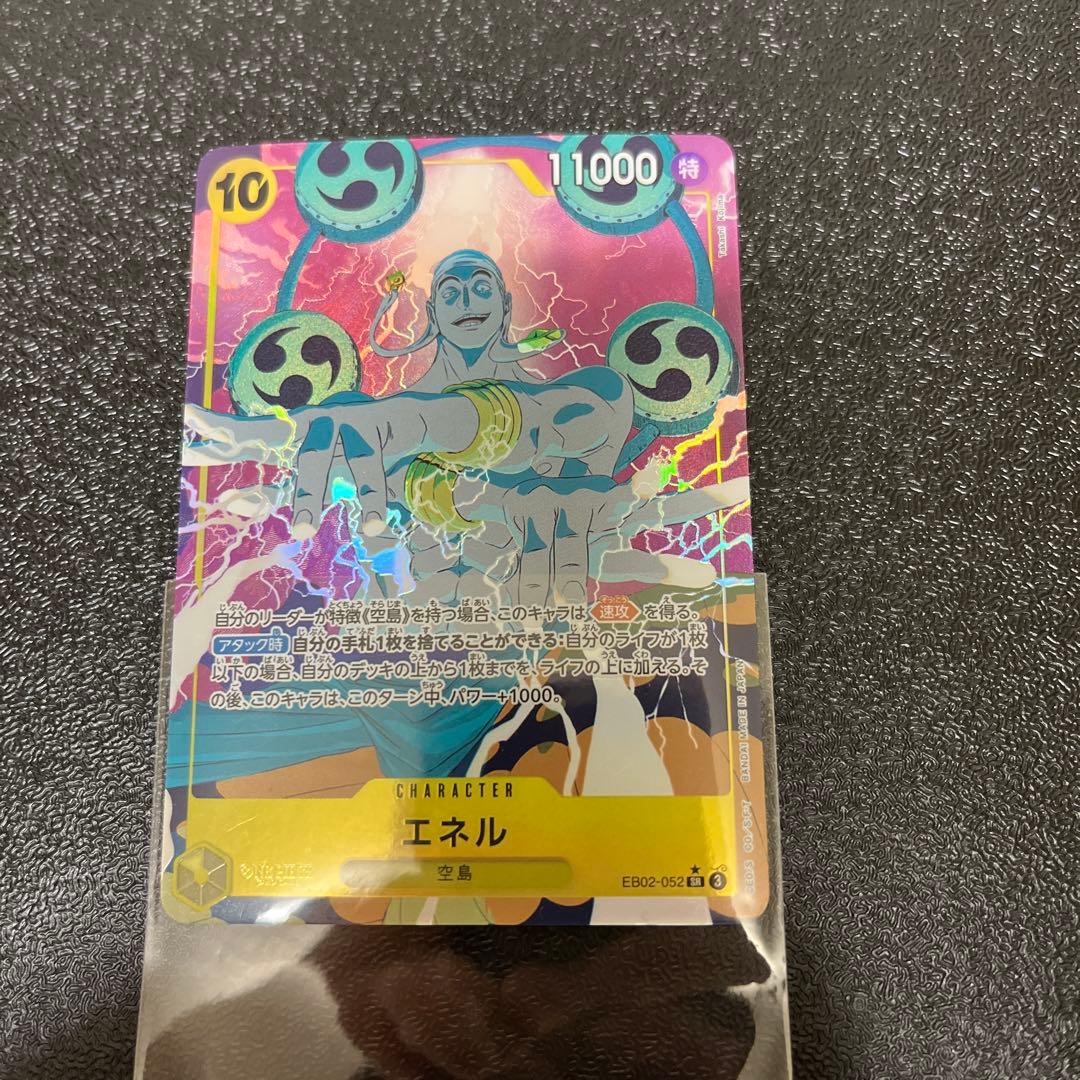 10
11000
特
Takashi Kojima
自分のリーダーが特徴《空島》を持つ場合、このキャラは、速攻を得る。
アタック時 自分の手札1枚を捨てることができる：自分のライフが1枚
以下の場合、自分のデッキの上から1枚までを、ライフの上に加える。そ
の後、このキャラは、このターン中、パワー+1000。
CHARACTER
エネル
空島
EB02-052 SR 3
BANDAI MADE IN JAPAN